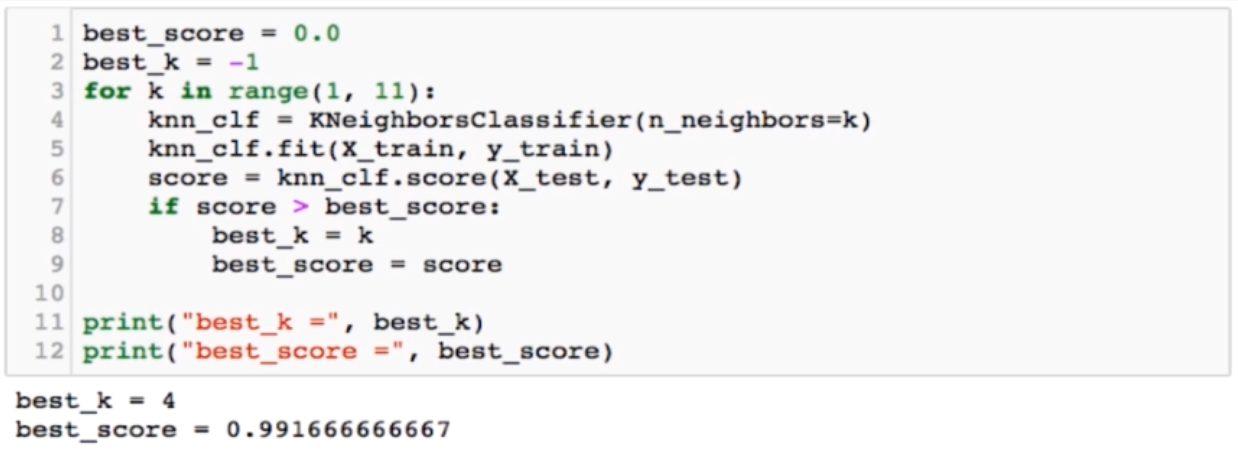 1 best_score = 0.0
2 best_k = -1
3 for k in range(1, 11):
4     knn_clf = KNeighborsClassifier(n_neighbors=k)
5     knn_clf.fit(X_train, y_train)
6     score = knn_clf.score(X_test, y_test)
7     if score > best_score:
8         best_k = k
9         best_score = score
10
11 print("best_k =", best_k)
12 print("best_score =", best_score)
best_k = 4
best_score = 0.991666666667